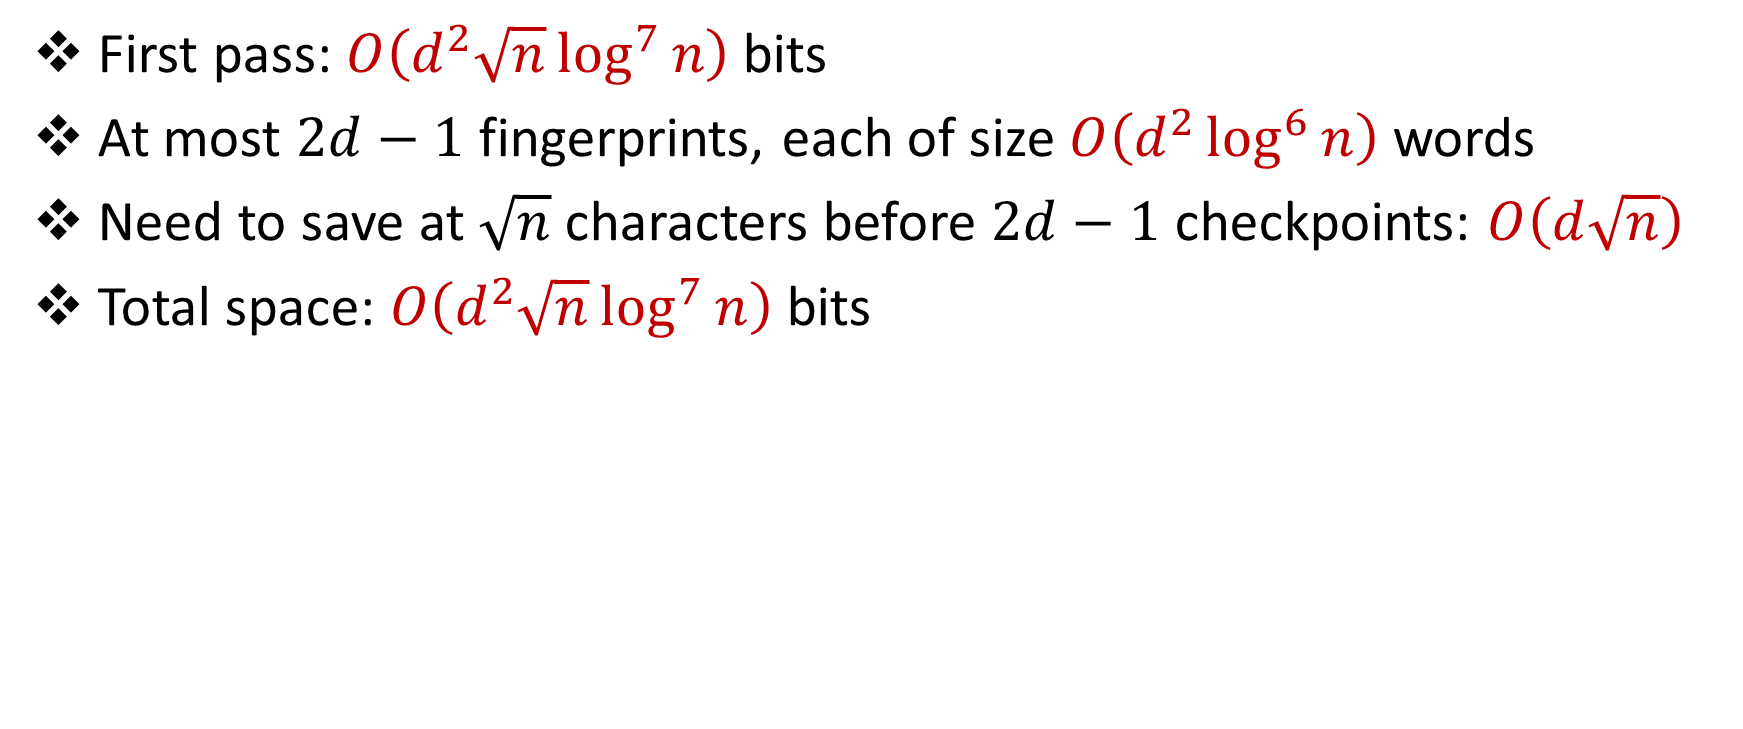 ❖ First pass: O(d²√n log⁷ n) bits
❖ At most 2d − 1 fingerprints, each of size O(d² log⁶ n) words
❖ Need to save at √n characters before 2d − 1 checkpoints: O(d√n)
❖ Total space: O(d²√n log⁷ n) bits